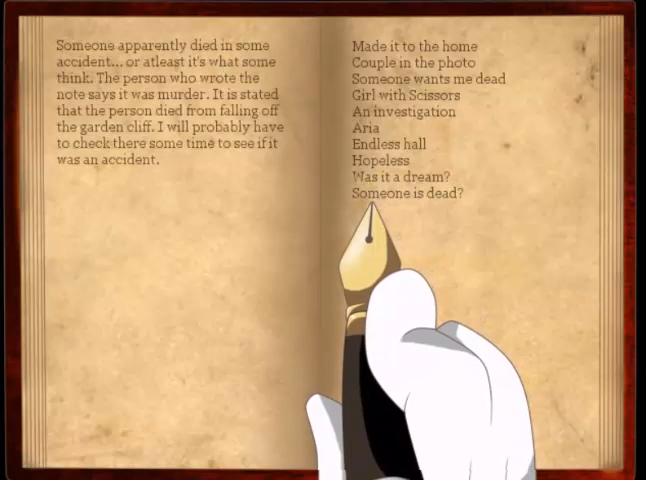 Someone apparently died in some
accident... or atleast it's what some
think. The person who wrote the
note says it was murder. It is stated
that the person died from falling off
the garden cliff. I will probably have
to check there some time to see if it
was an accident.
Made it to the home
Couple in the photo
Someone wants me dead
Girl with Scissors
An investigation
Aria
Endless hall
Hopeless
Was it a dream?
Someone is dead?